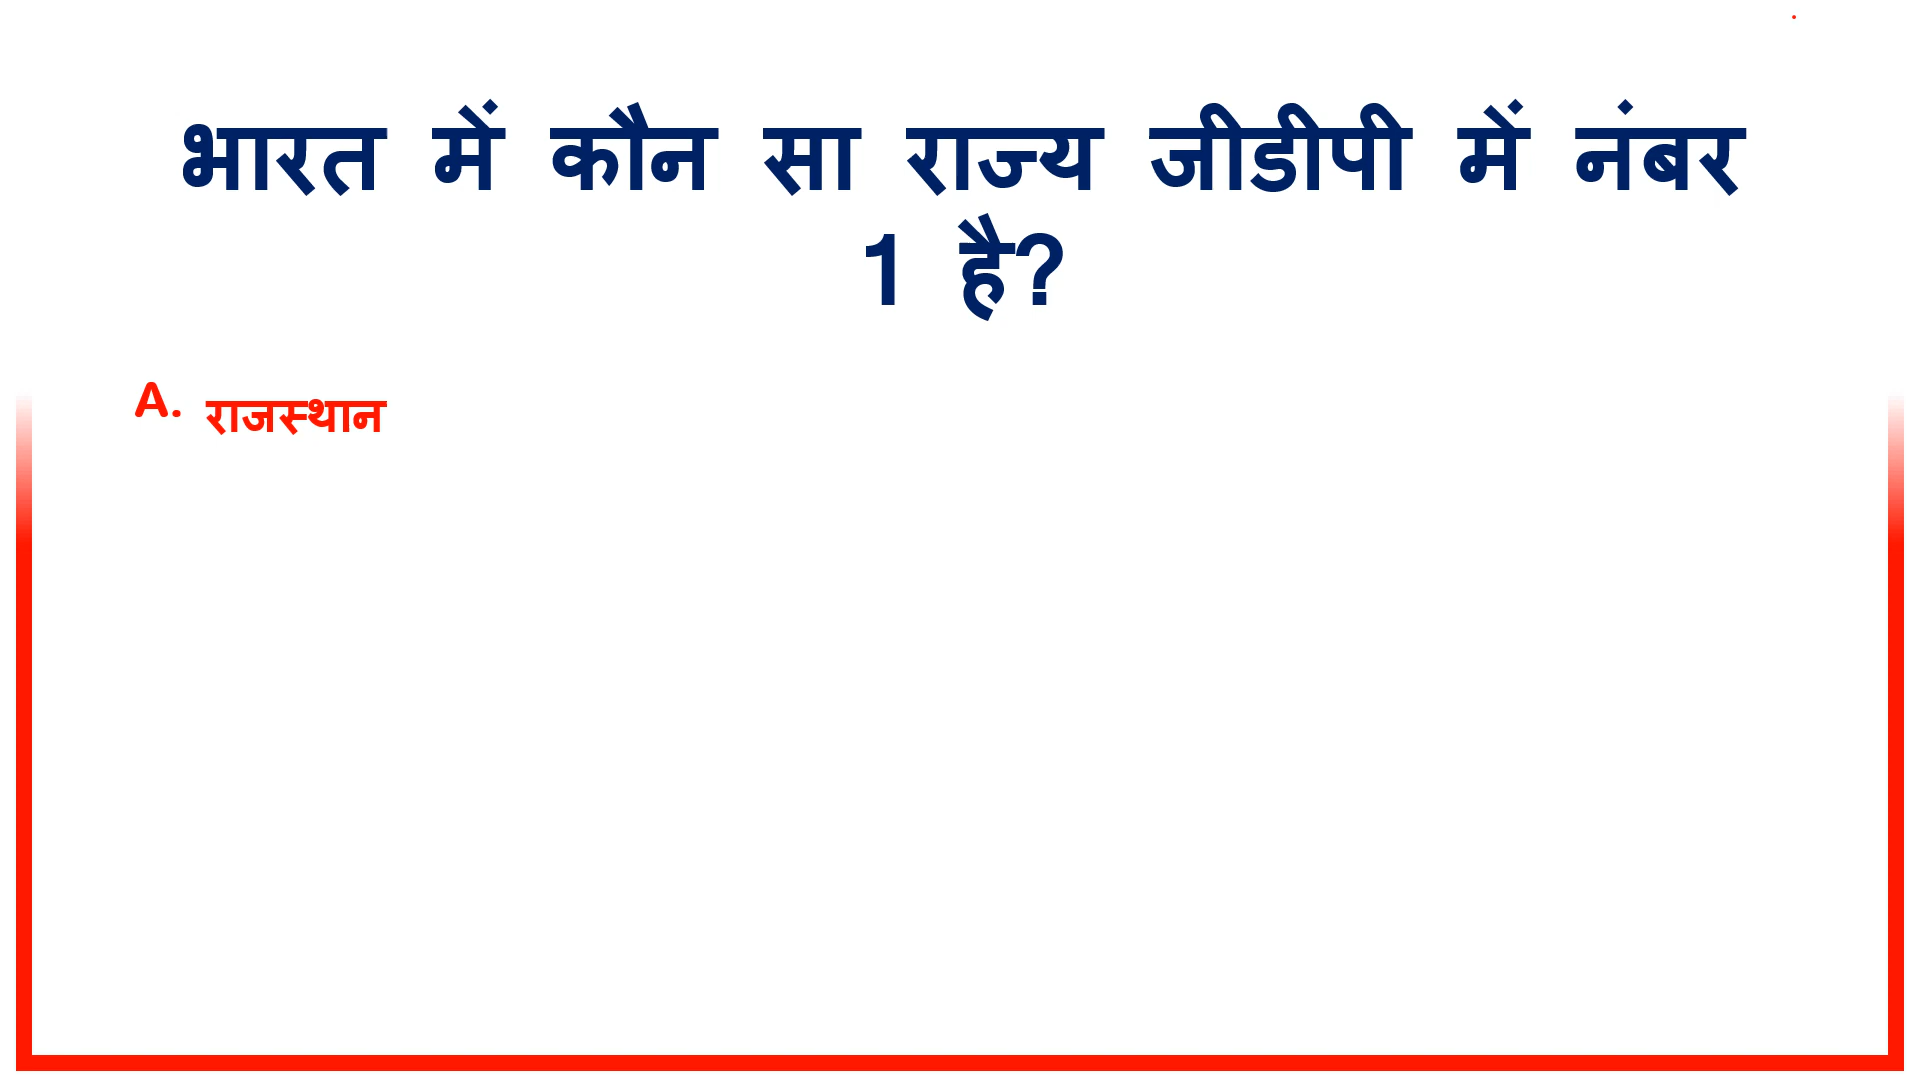 भारत में कौन सा राज्य जीडीपी में नंबर
1 है?
A. राजस्थान